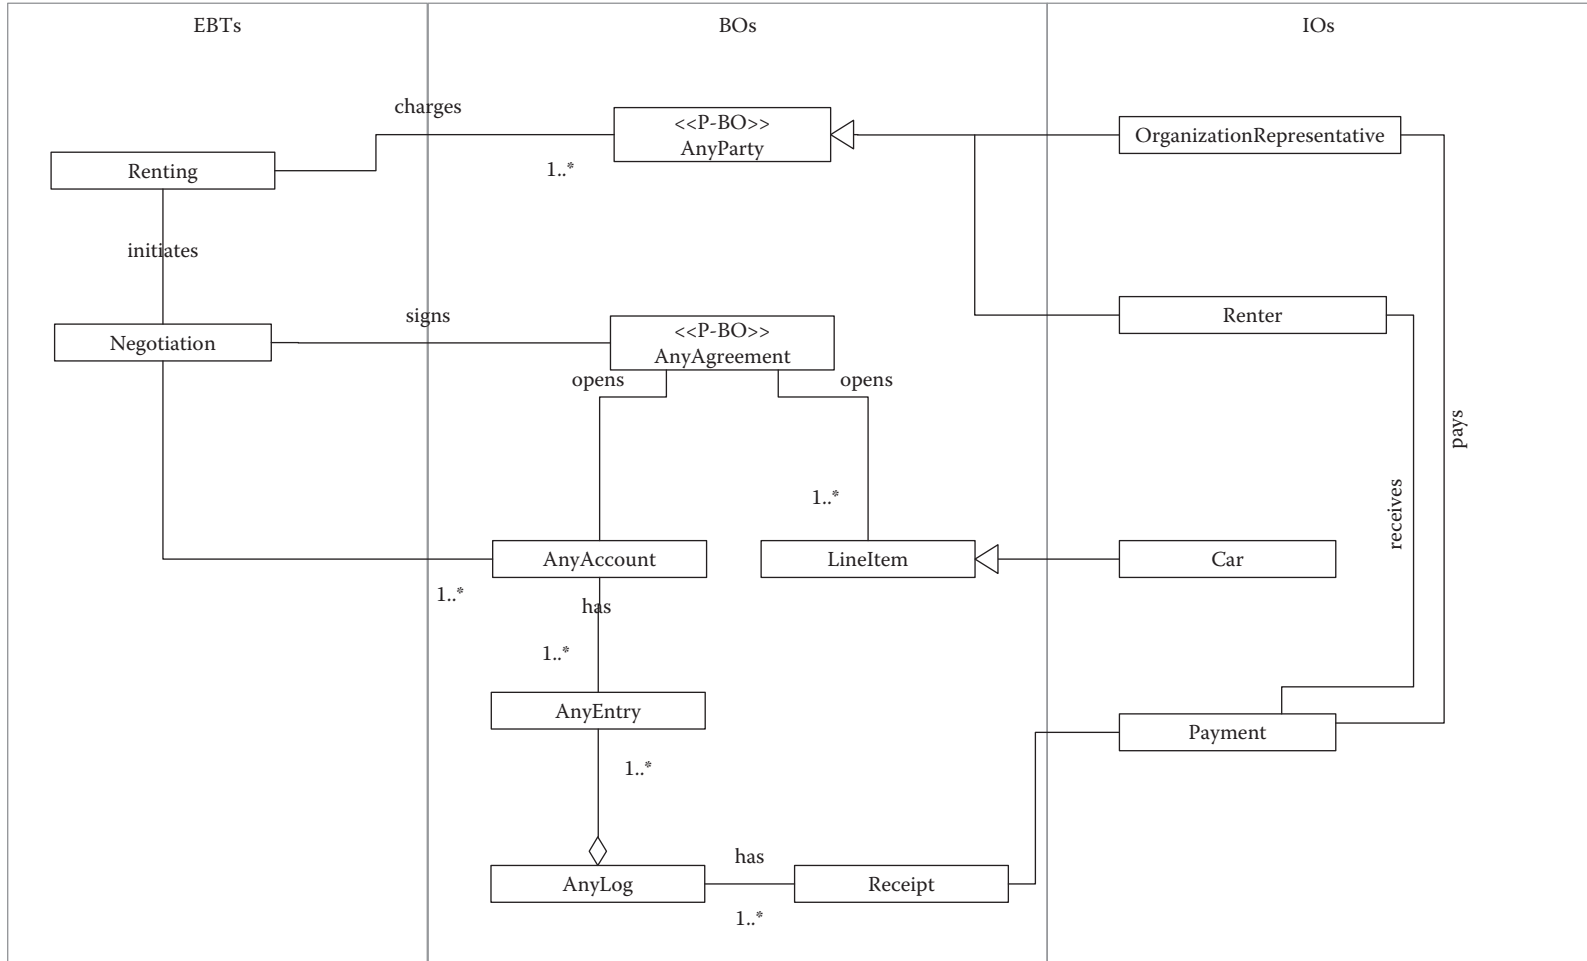 EBTs
BOs
IOs
charges
<<P-BO>>
AnyParty
OrganizationRepresentative
Renting
1..*
initiates
signs
<<P-BO>>
AnyAgreement
Renter
Negotiation
opens
opens
pays
receives
1..*
AnyAccount
LineItem
Car
1..*
has
1..*
AnyEntry
Payment
1..*
has
AnyLog
Receipt
1..*